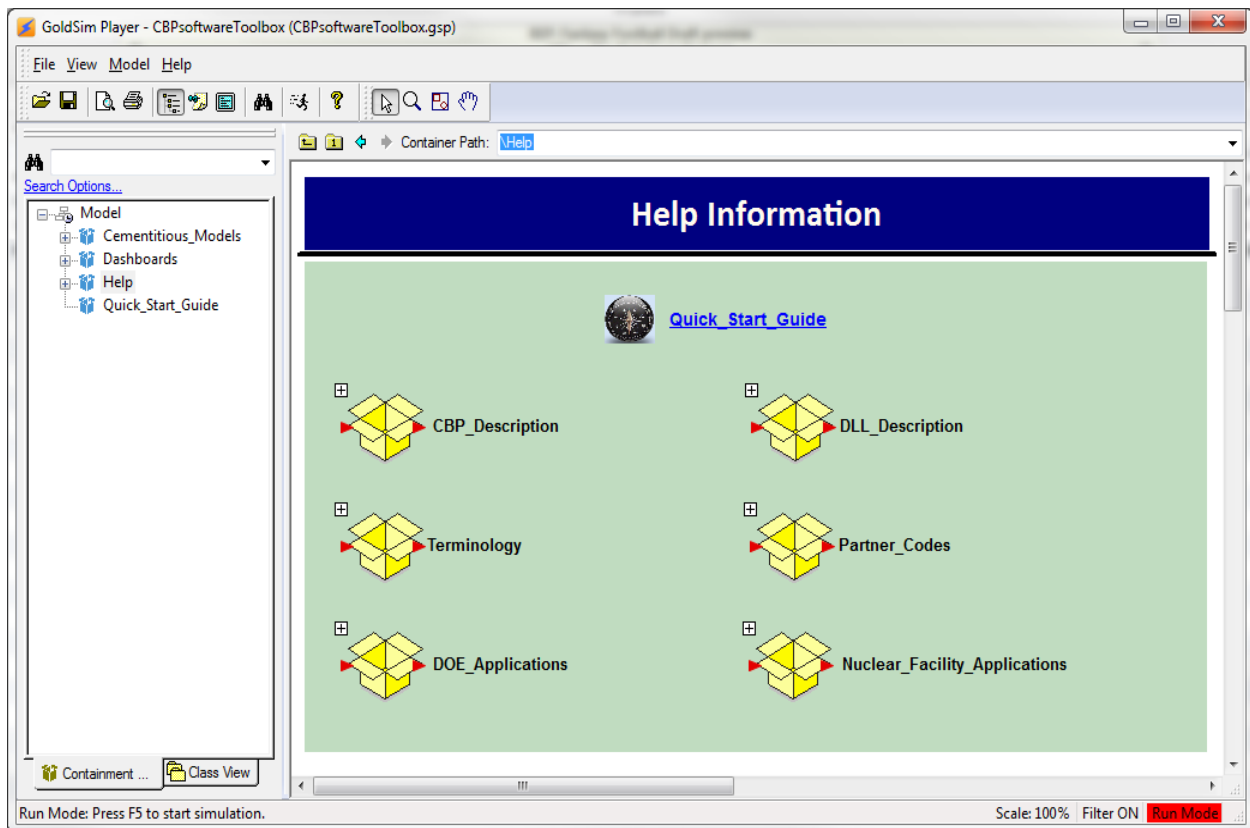 GoldSim Player - CBPsoftwareToolbox (CBPsoftwareToolbox.gsp)
File View Model Help
Container Path: \Help
Search Options...
Model
Cementitious_Models
Dashboards
Help
Quick_Start_Guide
Help Information
Quick_Start_Guide
CBP_Description
DLL_Description
Terminology
Partner_Codes
DOE_Applications
Nuclear_Facility_Applications
Containment ... Class View
Run Mode: Press F5 to start simulation. Scale: 100% Filter ON Run Mode